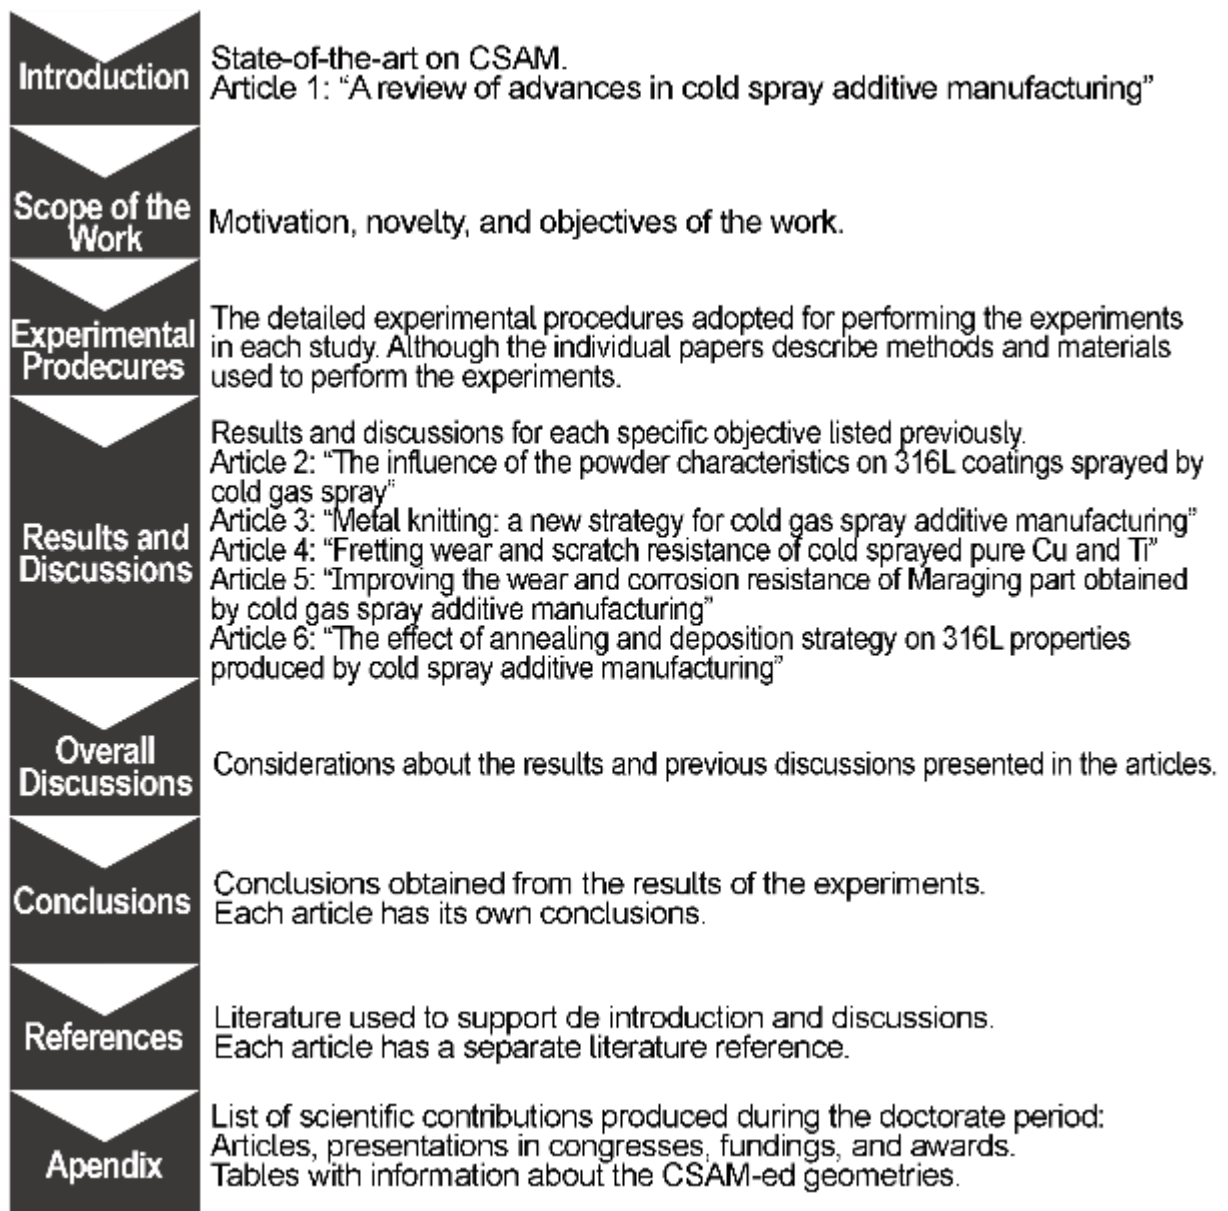 Introduction
State-of-the-art on CSAM.
Article 1: “A review of advances in cold spray additive manufacturing”
Scope of the
Work
Motivation, novelty, and objectives of the work.
Experimental
Prodecures
The detailed experimental procedures adopted for performing the experiments
in each study. Although the individual papers describe methods and materials
used to perform the experiments.
Results and
Discussions
Results and discussions for each specific objective listed previously.
Article 2: “The influence of the powder characteristics on 316L coatings sprayed by
cold gas spray”
Article 3: “Metal knitting: a new strategy for cold gas spray additive manufacturing”
Article 4: “Fretting wear and scratch resistance of cold sprayed pure Cu and Ti”
Article 5: “Improving the wear and corrosion resistance of Maraging part obtained
by cold gas spray additive manufacturing”
Article 6: “The effect of annealing and deposition strategy on 316L properties
produced by cold spray additive manufacturing”
Overall
Discussions
Considerations about the results and previous discussions presented in the articles.
Conclusions
Conclusions obtained from the results of the experiments.
Each article has its own conclusions.
References
Literature used to support de introduction and discussions.
Each article has a separate literature reference.
Apendix
List of scientific contributions produced during the doctorate period:
Articles, presentations in congresses, fundings, and awards.
Tables with information about the CSAM-ed geometries.